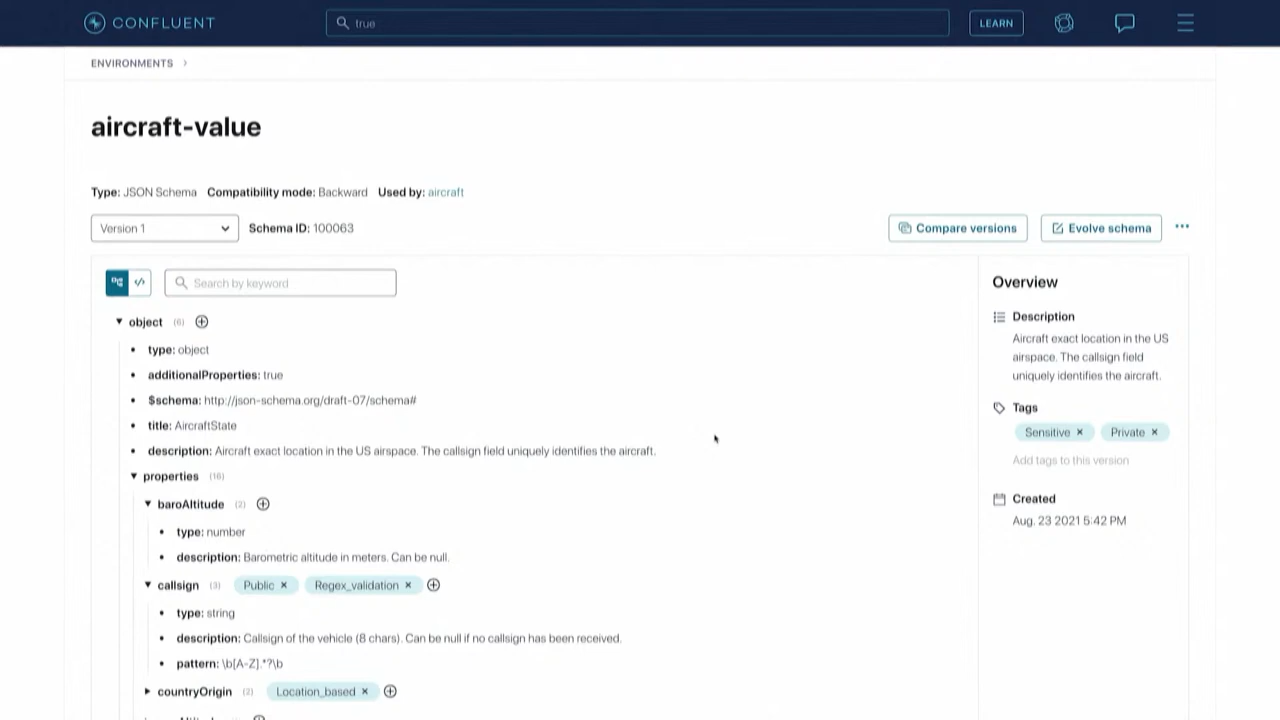 CONFLUENT
true
LEARN
ENVIRONMENTS
aircraft-value
Type: JSON Schema Compatibility mode: Backward Used by: aircraft
Version 1
Schema ID: 100063
Compare versions
Evolve schema
Search by keyword
object (6)
type: object
additionalProperties: true
$schema: http://json-schema.org/draft-07/schema#
title: AircraftState
description: Aircraft exact location in the US airspace. The callsign field uniquely identifies the aircraft.
properties (16)
baroAltitude (2)
type: number
description: Barometric altitude in meters. Can be null.
callsign (3) Public × Regex_validation ×
type: string
description: Callsign of the vehicle (8 chars). Can be null if no callsign has been received.
pattern: \b[A-Z].*?\b
countryOrigin (2) Location_based ×
Overview
Description
Aircraft exact location in the US
airspace. The callsign field
uniquely identifies the aircraft.
Tags
Sensitive × Private ×
Add tags to this version
Created
Aug. 23 2021 5:42 PM